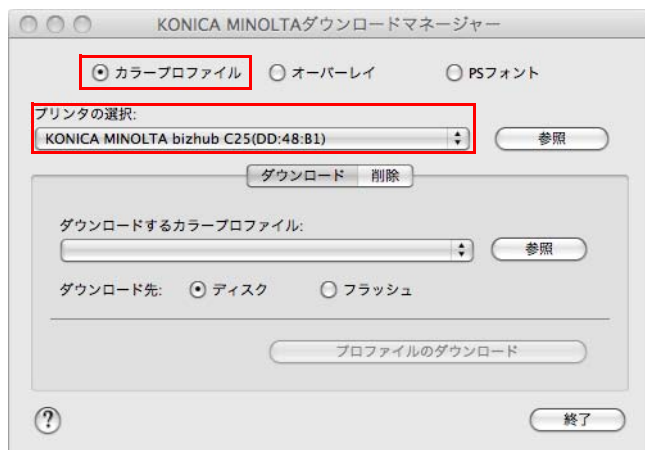 KONICA MINOLTAダウンロードマネージャー
カラープロファイル オーバーレイ PSフォント
プリンタの選択:
KONICA MINOLTA bizhub C25(DD:48:B1) 参照
ダウンロード 削除
ダウンロードするカラープロファイル:
参照
ダウンロード先: ディスク フラッシュ
プロファイルのダウンロード
? 終了